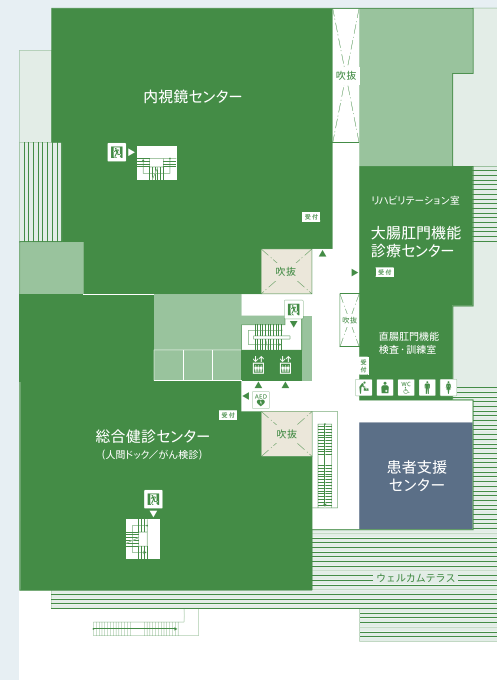 吹抜
内視鏡センター
リハビリテーション室
受付
大腸肛門機能
診療センター
吹抜
受付
吹抜
直腸肛門機能
検査・訓練室
受付
WC
AED
受付
総合健診センター
（人間ドック／がん検診）
吹抜
患者支援
センター
ウェルカムテラス